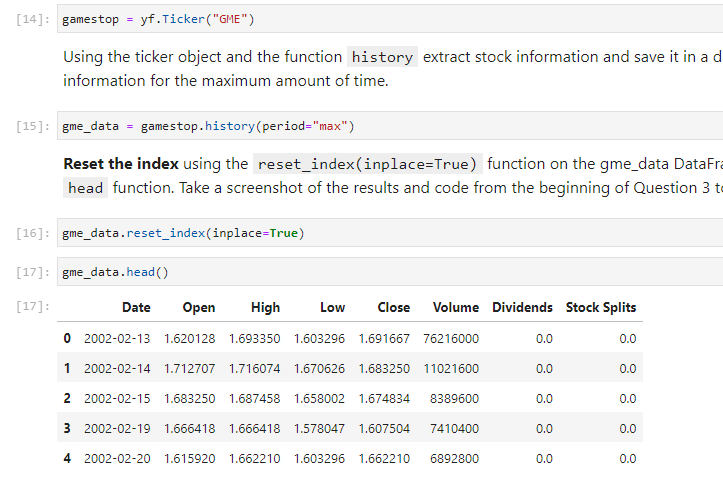 [14]: gamestop = yf.Ticker("GME")
Using the ticker object and the function history extract stock information and save it in a d
information for the maximum amount of time.
[15]: gme_data = gamestop.history(period="max")
Reset the index using the reset_index(inplace=True) function on the gme_data DataFra
head function. Take a screenshot of the results and code from the beginning of Question 3 to
[16]: gme_data.reset_index(inplace=True)
[17]: gme_data.head()
[17]: Date Open High Low Close Volume Dividends Stock Splits
0 2002-02-13 1.620128 1.693350 1.603296 1.691667 76216000 0.0 0.0
1 2002-02-14 1.712707 1.716074 1.670626 1.683250 11021600 0.0 0.0
2 2002-02-15 1.683250 1.687458 1.658002 1.674834 8389600 0.0 0.0
3 2002-02-19 1.666418 1.666418 1.578047 1.607504 7410400 0.0 0.0
4 2002-02-20 1.615920 1.662210 1.603296 1.662210 6892800 0.0 0.0